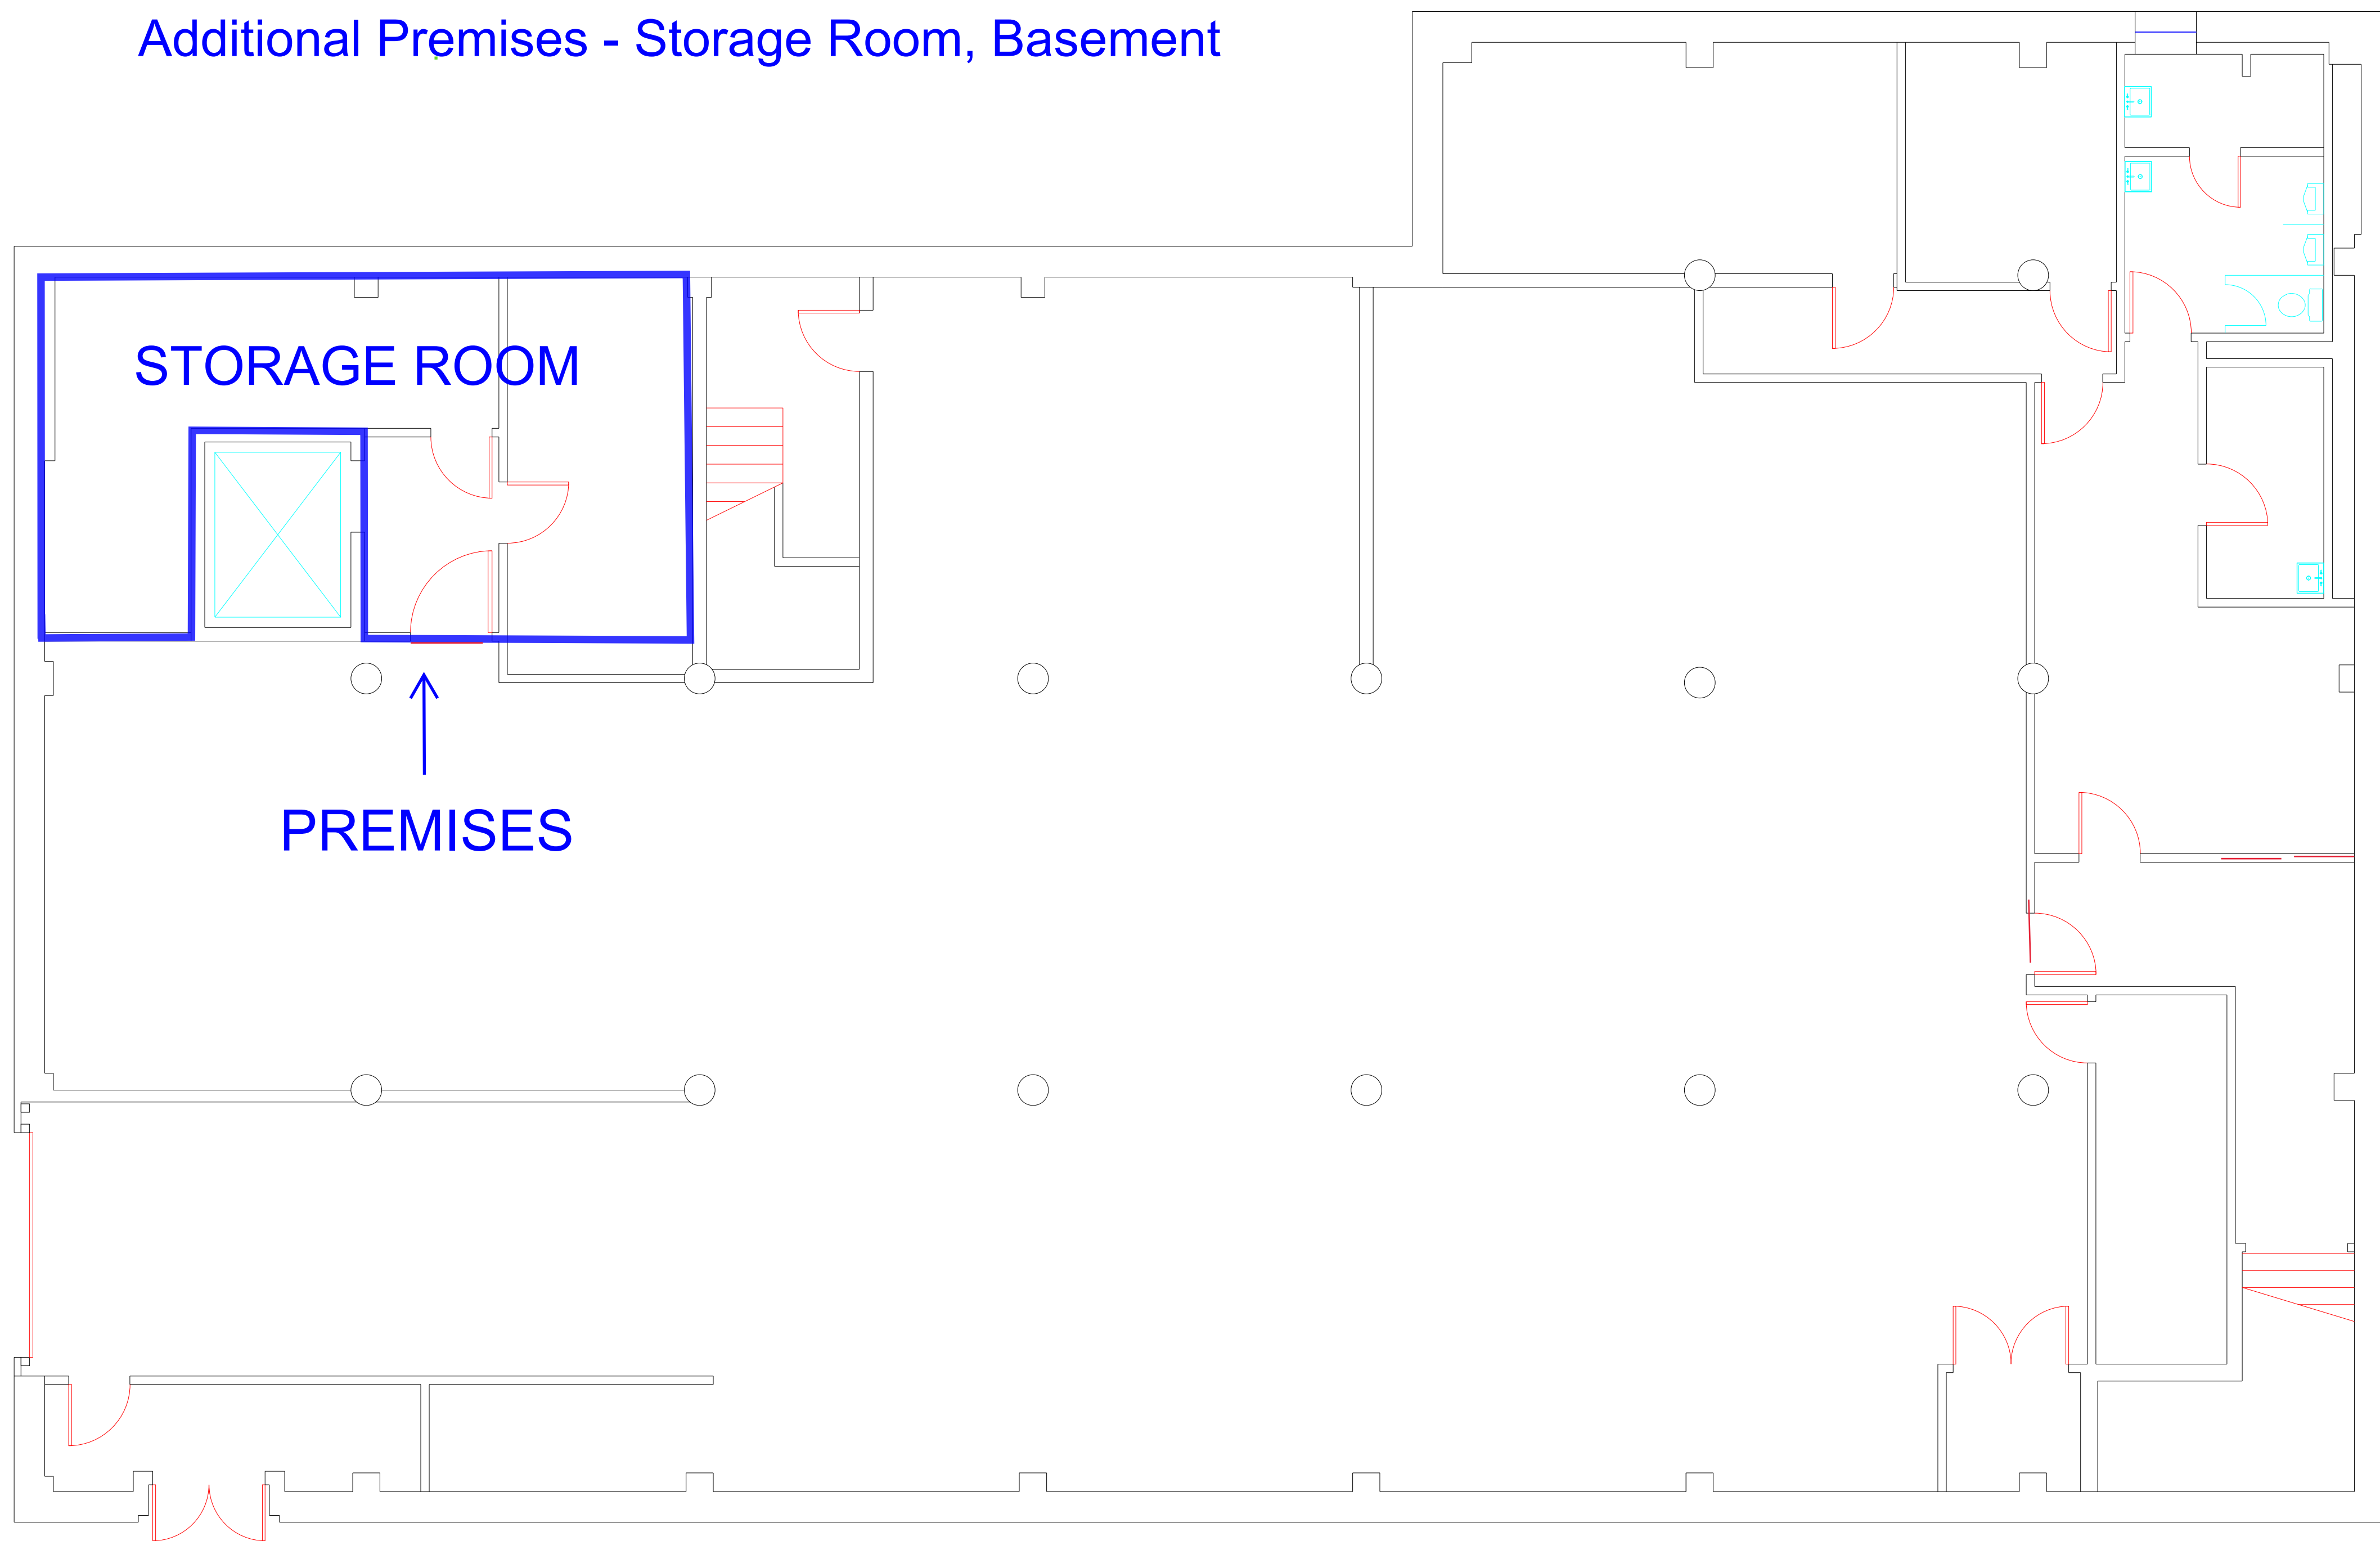 Additional Premises - Storage Room, Basement
STORAGE ROOM
PREMISES